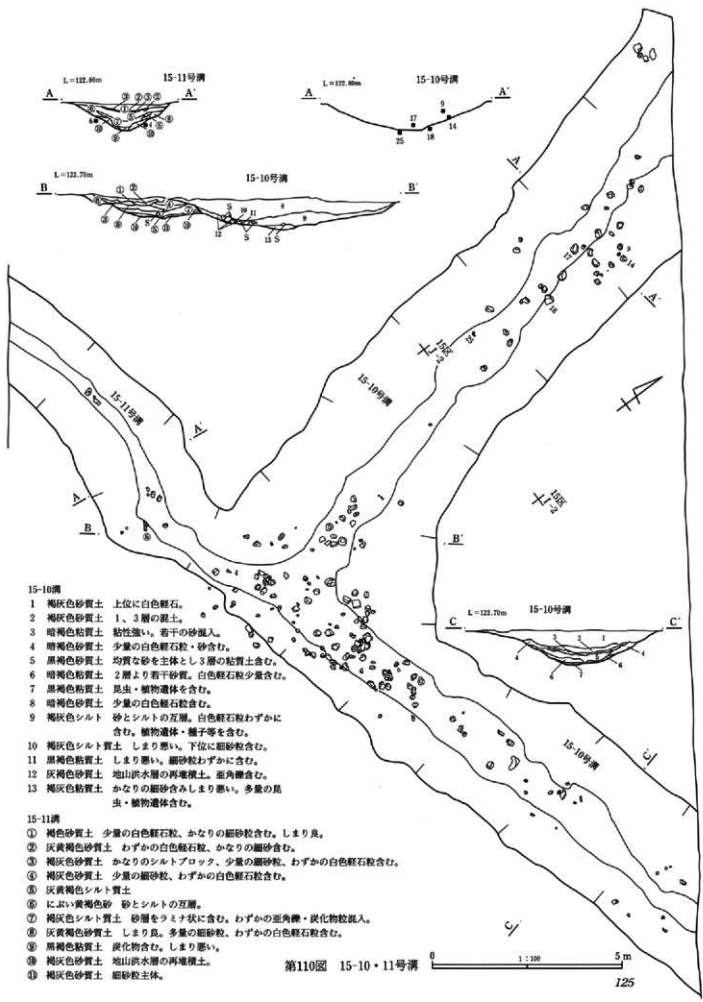 L=122.80m
15-11号溝
A
A′
L=122.80m
15-10号溝
A
A′
9
17
14
25
18
L=122.70m
15-10号溝
B
B′
15-11号溝
A′
A
B
15-10号溝
15区
I-2
A
A′
17
9
14
18
25
15区
I-2
B′
C
L=122.70m
15-10号溝
C′
15-10号溝
C′
C
15-10溝
1 褐灰色砂質土 上位に白色軽石。
2 褐灰色砂質土 1、3層の混土。
3 暗褐色粘質土 粘性強い。若干の砂混入。
4 暗褐色砂質土 少量の白色軽石粒・砂含む。
5 黒褐色砂質土 均質な砂を主体とし3層の粘質土含む。
6 暗褐色粘質土 2層より若干砂質。白色軽石粒少量含む。
7 黒褐色粘質土 昆虫・植物遺体を含む。
8 暗褐色砂質土 少量の白色軽石粒含む。
9 褐灰色シルト 砂とシルトの互層。白色軽石粒わずかに
含む。植物遺体・種子等を含む。
10 褐灰色シルト質土 しまり悪い。下位に細砂粒含む。
11 黒褐色粘質土 しまり悪い。細砂粒わずかに含む。
12 灰褐色砂質土 地山洪水層の再堆積土。亜角礫含む。
13 褐灰色粘質土 かなりの細砂含みしまり悪い。多量の昆
虫・植物遺体含む。
15-11溝
① 褐色砂質土 少量の白色軽石粒、かなりの細砂粒含む。しまり良。
② 灰黄褐色砂質土 わずかの白色軽石粒、かなりの細砂含む。
③ 褐灰色砂質土 かなりのシルトブロック、少量の細砂粒、わずかの白色軽石粒含む。
④ 褐灰色砂質土 少量の細砂粒、わずかの白色軽石粒含む。
⑤ 灰黄褐色シルト質土
⑥ にぶい黄褐色砂 砂とシルトの互層。
⑦ 褐灰色シルト質土 砂層をラミナ状に含む。わずかの亜角礫・炭化物粒混入。
⑧ 灰黄褐色砂質土 しまり良。多量の細砂粒、わずかの白色軽石粒含む。
⑨ 黒褐色粘質土 炭化物含む。しまり悪い。
⑩ 褐灰色砂質土 地山洪水層の再堆積土。
⑪ 褐灰色砂質土 細砂粒主体。
第110図 15-10・11号溝
0 1:100 5m
125